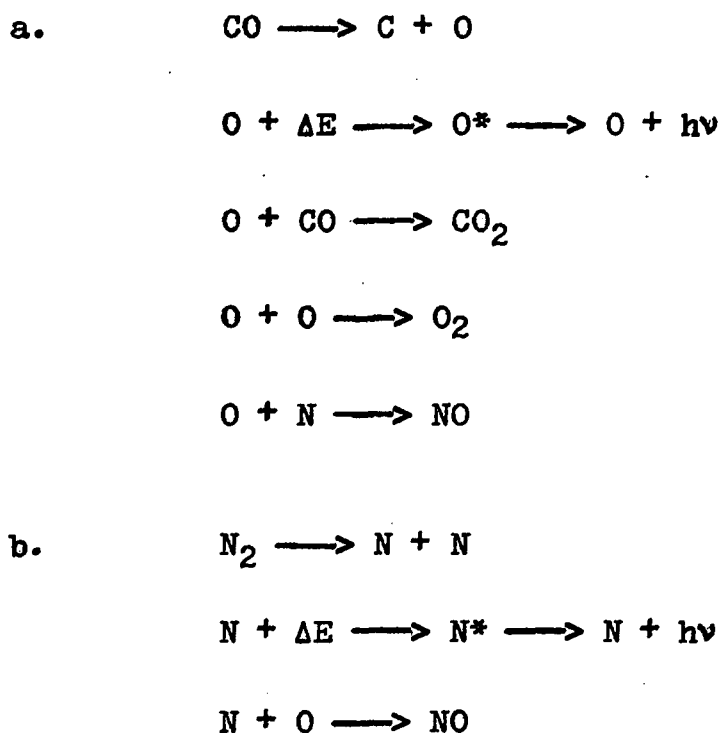 a. CO ⟶ C + O
O + ΔE ⟶ O* ⟶ O + hν
O + CO ⟶ CO₂
O + O ⟶ O₂
O + N ⟶ NO
b. N₂ ⟶ N + N
N + ΔE ⟶ N* ⟶ N + hν
N + O ⟶ NO